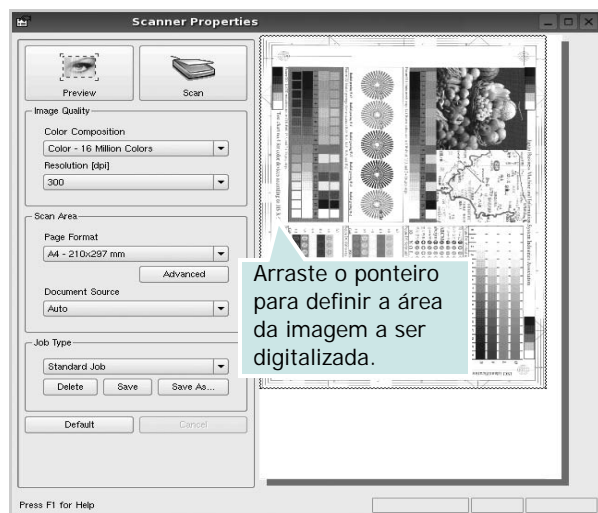 Scanner Properties
Preview
Scan
Image Quality
Color Composition
Color - 16 Million Colors
Resolution [dpi]
300
Scan Area
Page Format
A4 - 210x297 mm
Advanced
Document Source
Auto
Job Type
Standard Job
Delete
Save
Save As...
Default
Cancel
Press F1 for Help
Arraste o ponteiro
para definir a área
da imagem a ser
digitalizada.